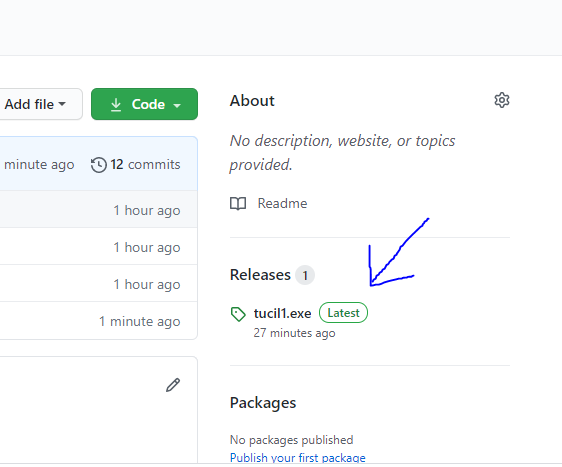 Add file
Code
minute ago
12 commits
1 hour ago
1 hour ago
1 hour ago
1 minute ago
About
No description, website, or topics
provided.
Readme
Releases 1
tucil1.exe Latest
27 minutes ago
Packages
No packages published
Publish your first package